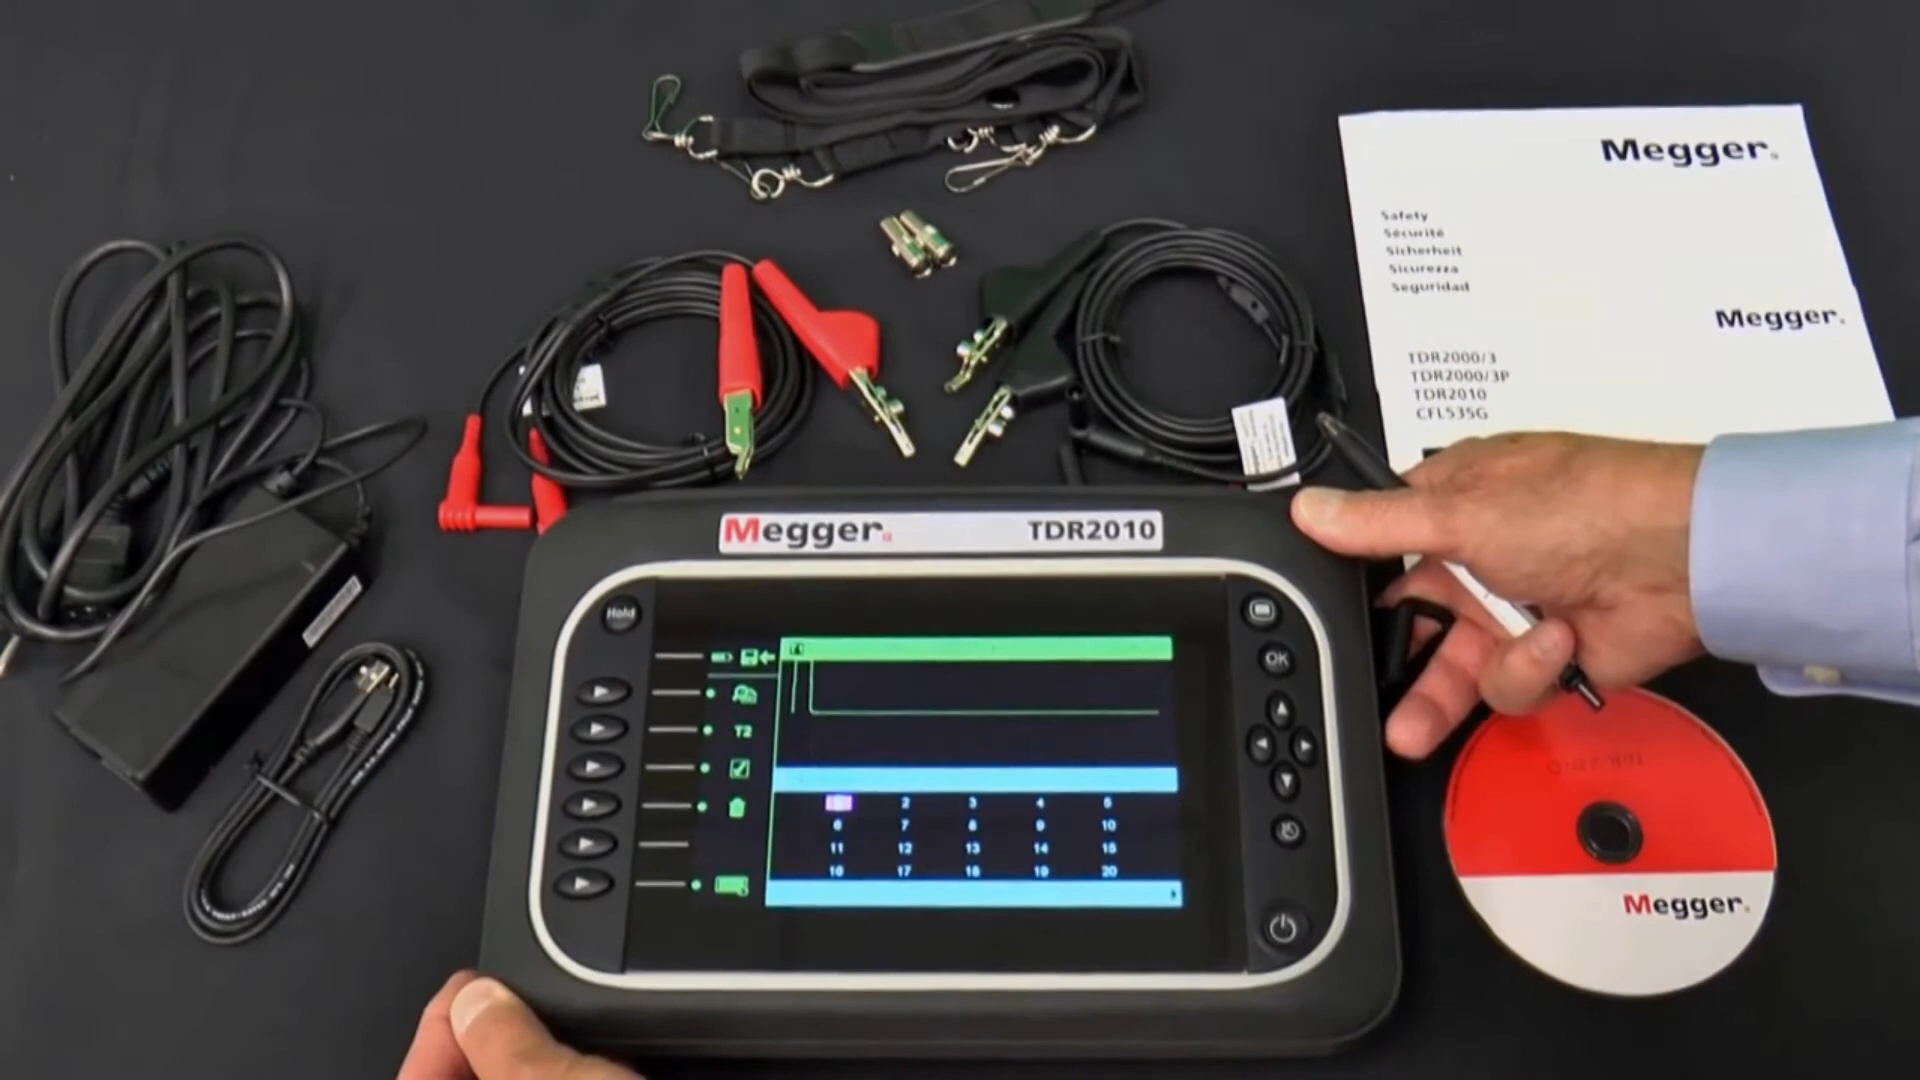 Megger
Safety
Sécurité
Sicherheit
Sicurezza
Seguridad
Megger
TDR2000/3
TDR2000/3P
TDR2010
CFL535G
Megger
TDR2010
Hold
OK
T2
2 3 4 5
6 7 8 9 10
11 12 13 14 15
16 17 18 19 20
Megger